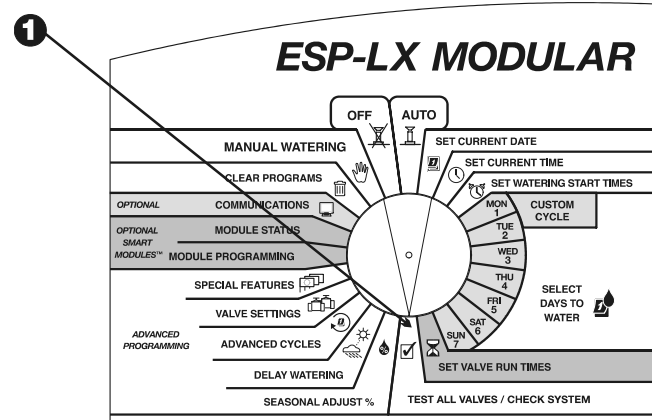 1
ESP-LX MODULAR
OFF
AUTO
MANUAL WATERING
SET CURRENT DATE
CLEAR PROGRAMS
SET CURRENT TIME
SET WATERING START TIMES
OPTIONAL
COMMUNICATIONS
MON
1
CUSTOM
CYCLE
OPTIONAL
SMART
MODULES™
MODULE STATUS
TUE
2
MODULE PROGRAMMING
WED
3
THU
4
SPECIAL FEATURES
FRI
5
SELECT
DAYS TO
WATER
VALVE SETTINGS
SAT
6
ADVANCED
PROGRAMMING
ADVANCED CYCLES
SUN
7
DELAY WATERING
SET VALVE RUN TIMES
SEASONAL ADJUST %
TEST ALL VALVES / CHECK SYSTEM